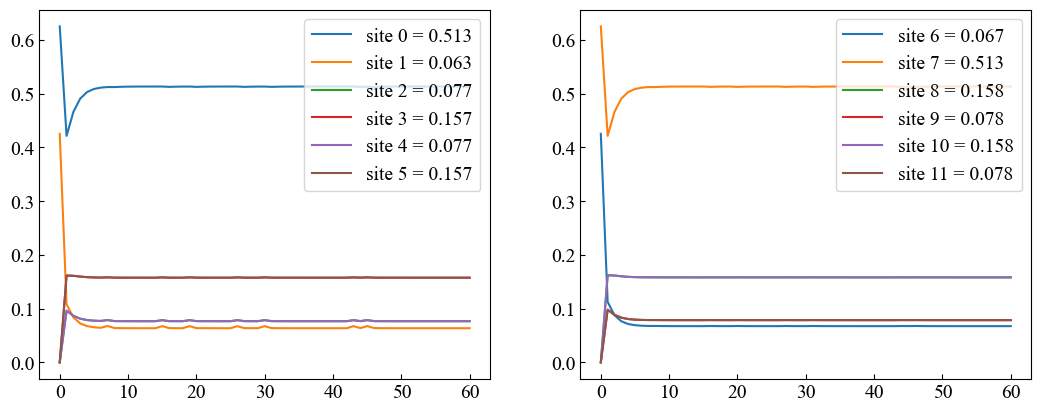 0.6
0.5
0.4
0.3
0.2
0.1
0.0
0 10 20 30 40 50 60
site 0 = 0.513
site 1 = 0.063
site 2 = 0.077
site 3 = 0.157
site 4 = 0.077
site 5 = 0.157
0.6
0.5
0.4
0.3
0.2
0.1
0.0
0 10 20 30 40 50 60
site 6 = 0.067
site 7 = 0.513
site 8 = 0.158
site 9 = 0.078
site 10 = 0.158
site 11 = 0.078